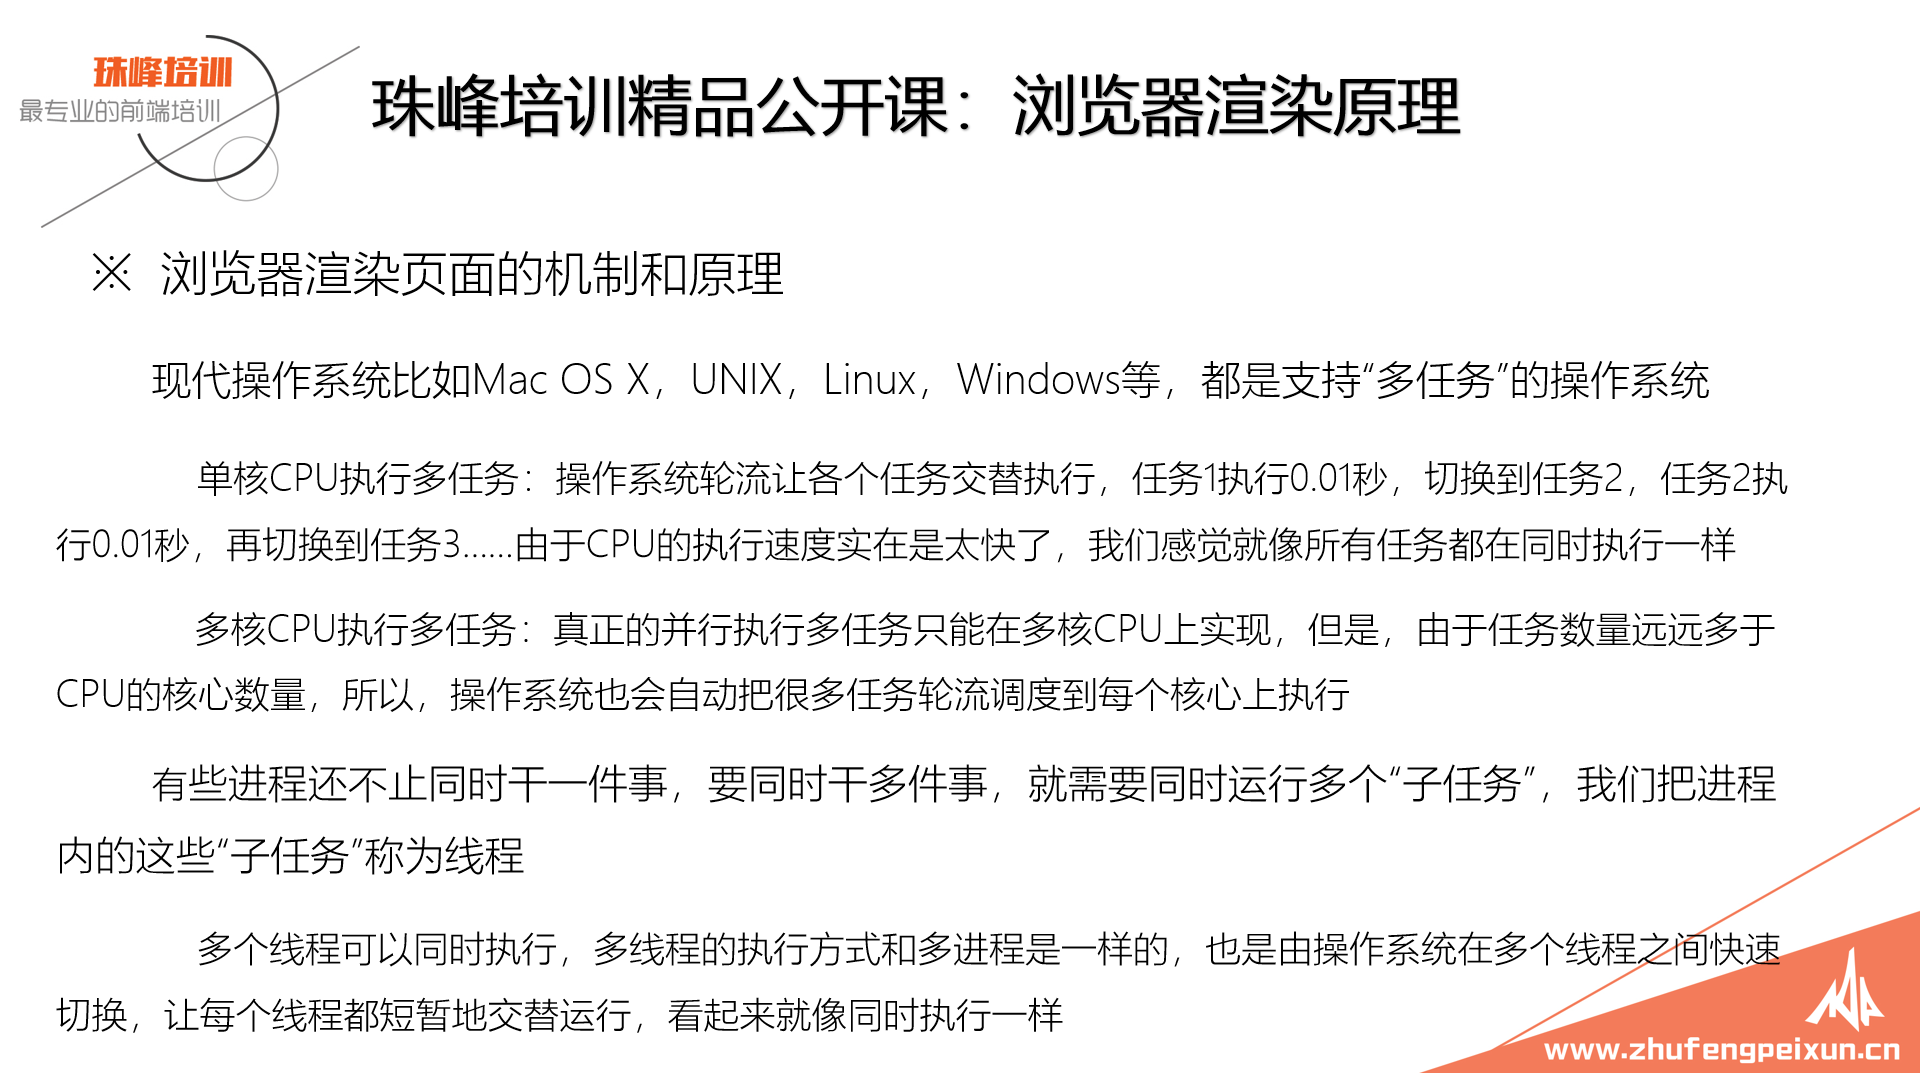 珠峰培训
最专业的前端培训
珠峰培训精品公开课：浏览器渲染原理
※ 浏览器渲染页面的机制和原理
现代操作系统比如Mac OS X，UNIX，Linux，Windows等，都是支持“多任务”的操作系统
单核CPU执行多任务：操作系统轮流让各个任务交替执行，任务1执行0.01秒，切换到任务2，任务2执
行0.01秒，再切换到任务3......由于CPU的执行速度实在是太快了，我们感觉就像所有任务都在同时执行一样
多核CPU执行多任务：真正的并行执行多任务只能在多核CPU上实现，但是，由于任务数量远远多于
CPU的核心数量，所以，操作系统也会自动把很多任务轮流调度到每个核心上执行
有些进程还不止同时干一件事，要同时干多件事，就需要同时运行多个“子任务”，我们把进程
内的这些“子任务”称为线程
多个线程可以同时执行，多线程的执行方式和多进程是一样的，也是由操作系统在多个线程之间快速
切换，让每个线程都短暂地交替运行，看起来就像同时执行一样
www.zhufengpeixun.cn